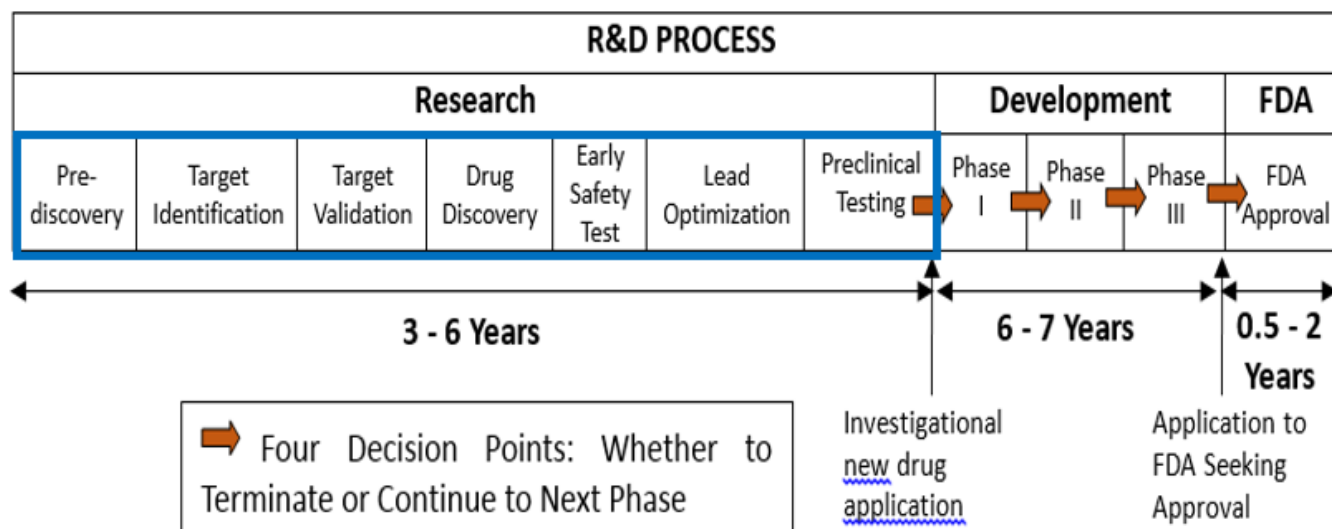 R&D PROCESS
Research
Development
FDA
Pre-
discovery
Target
Identification
Target
Validation
Drug
Discovery
Early
Safety
Test
Lead
Optimization
Preclinical
Testing
Phase
I
Phase
II
Phase
III
FDA
Approval
3 - 6 Years
6 - 7 Years
0.5 - 2
Years
Four Decision Points: Whether to
Terminate or Continue to Next Phase
Investigational
new drug
application
Application to
FDA Seeking
Approval